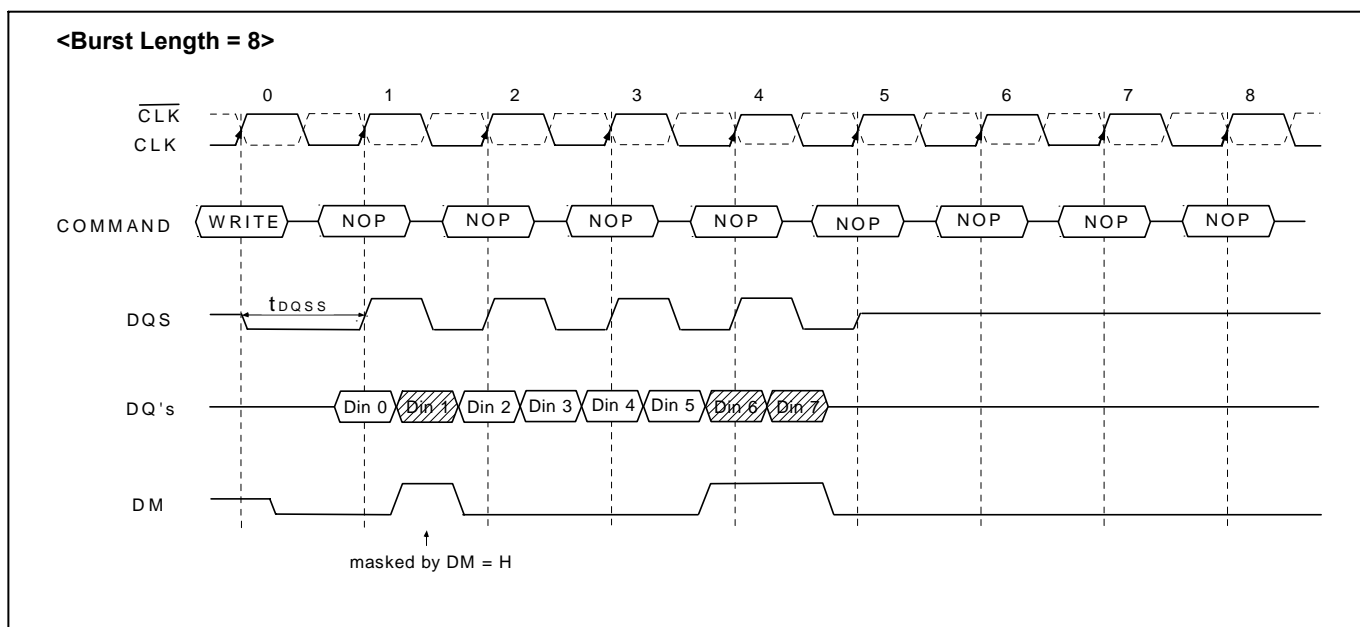 <Burst Length = 8>
0 1 2 3 4 5 6 7 8
CLK
CLK
COMMAND WRITE NOP NOP NOP NOP NOP NOP NOP NOP
DQS tDQSS
DQ's Din 0 Din 1 Din 2 Din 3 Din 4 Din 5 Din 6 Din 7
DM
masked by DM = H